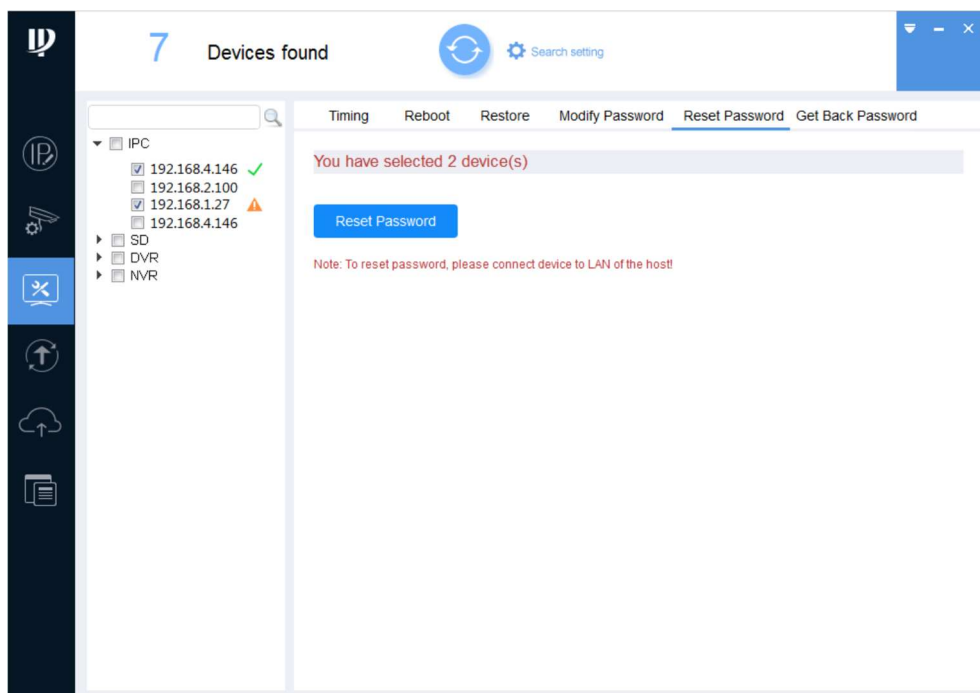 7 Devices found
Search setting
Timing Reboot Restore Modify Password Reset Password Get Back Password
IPC
192.168.4.146
192.168.2.100
192.168.1.27
192.168.4.146
SD
DVR
NVR
You have selected 2 device(s)
Reset Password
Note: To reset password, please connect device to LAN of the host!
IP